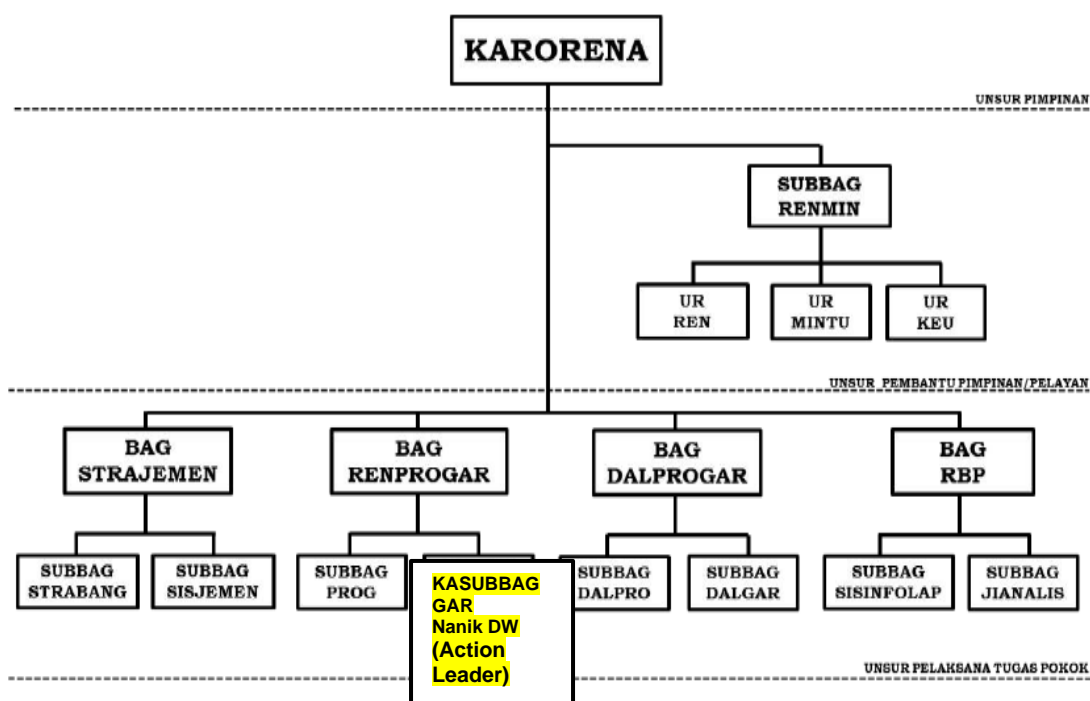 KARORENA
UNSUR PIMPINAN
SUBBAG
RENMIN
UR
REN
UR
MINTU
UR
KEU
UNSUR PEMBANTU PIMPINAN/PELAYAN
BAG
STRAJEMEN
BAG
RENPROGAR
BAG
DALPROGAR
BAG
RBP
SUBBAG
STRABANG
SUBBAG
SISJEMEN
SUBBAG
PROG
KASUBBAG
GAR
Nanik DW
(Action
Leader)
SUBBAG
DALPRO
SUBBAG
DALGAR
SUBBAG
SISINFOLAP
SUBBAG
JIANALIS
UNSUR PELAKSANA TUGAS POKOK